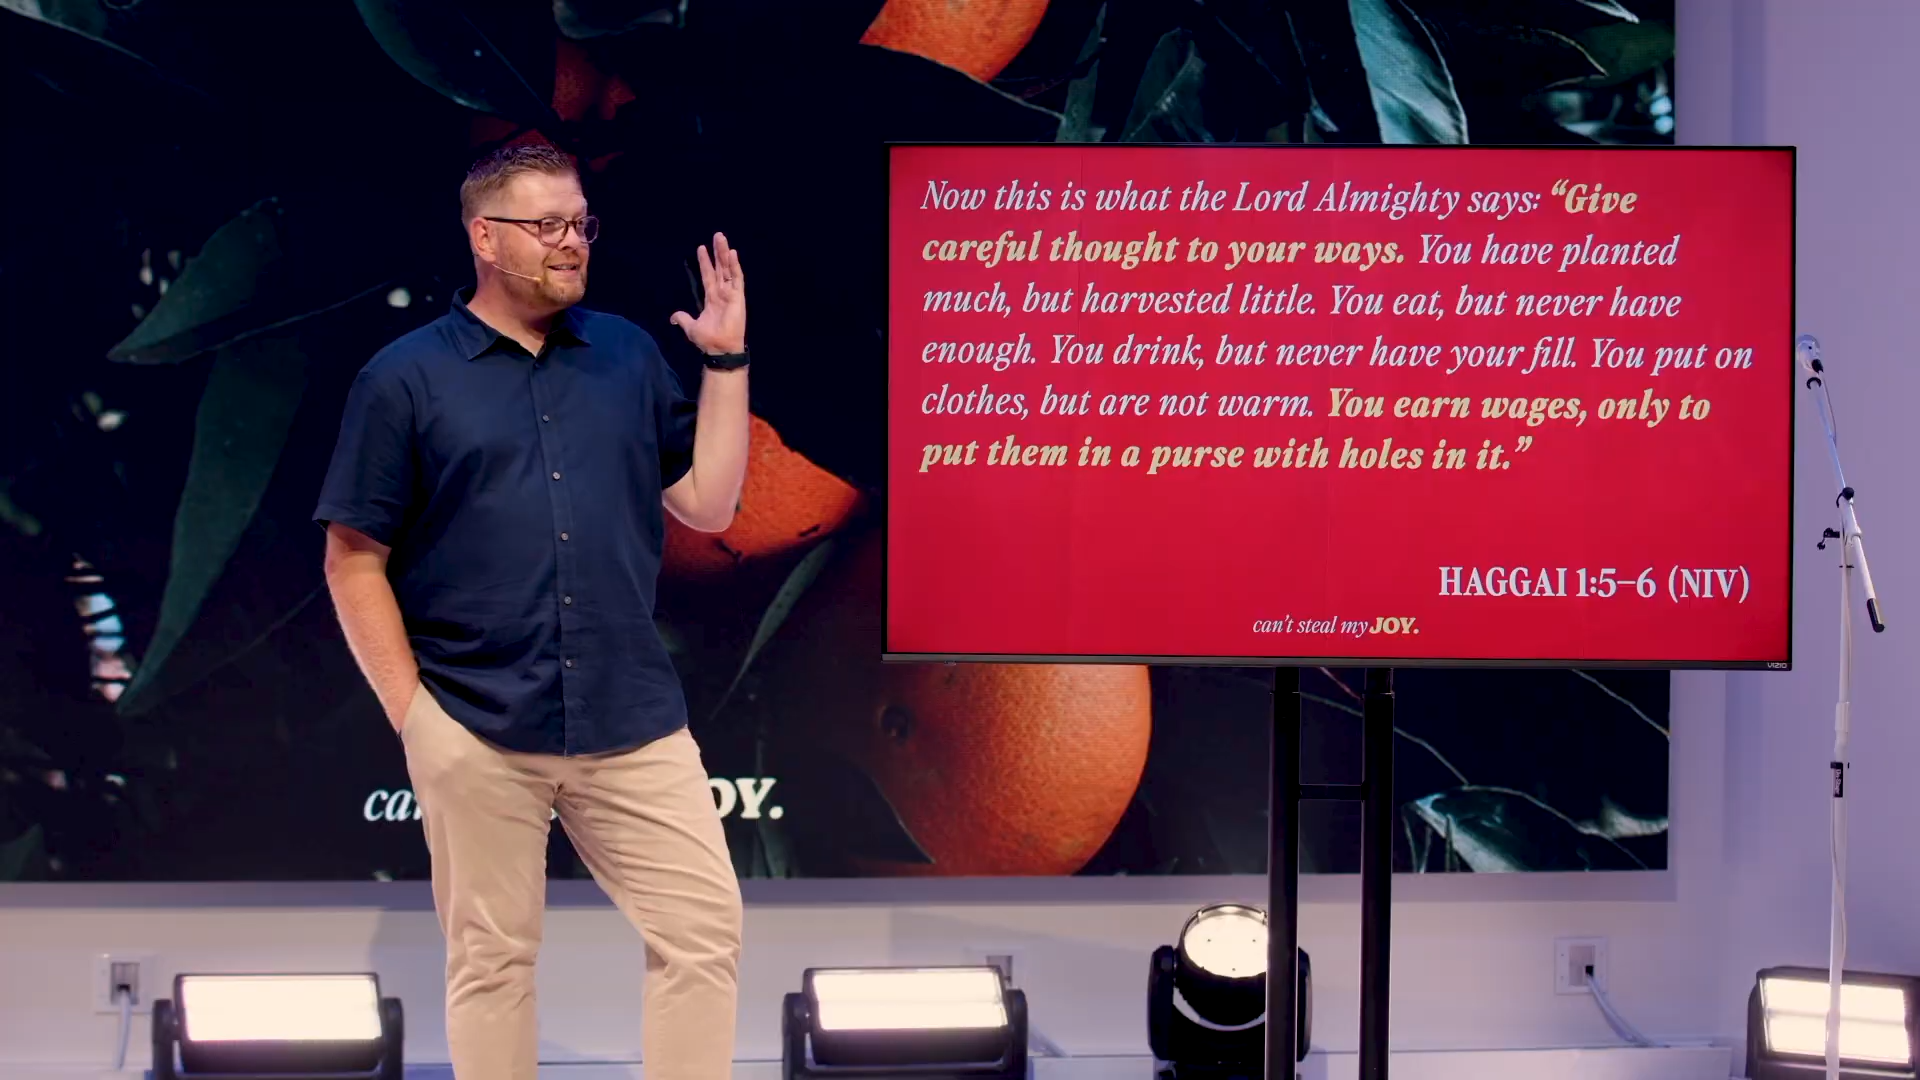 Now this is what the Lord Almighty says: “Give
careful thought to your ways. You have planted
much, but harvested little. You eat, but never have
enough. You drink, but never have your fill. You put on
clothes, but are not warm. You earn wages, only to
put them in a purse with holes in it.”
HAGGAI 1:5–6 (NIV)
can't steal my JOY.
VIZIO